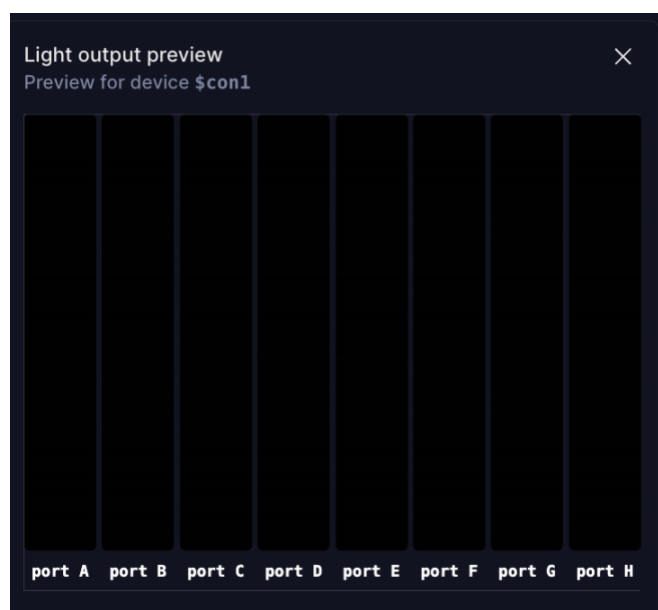 Light output preview
Preview for device $con1
port A port B port C port D port E port F port G port H